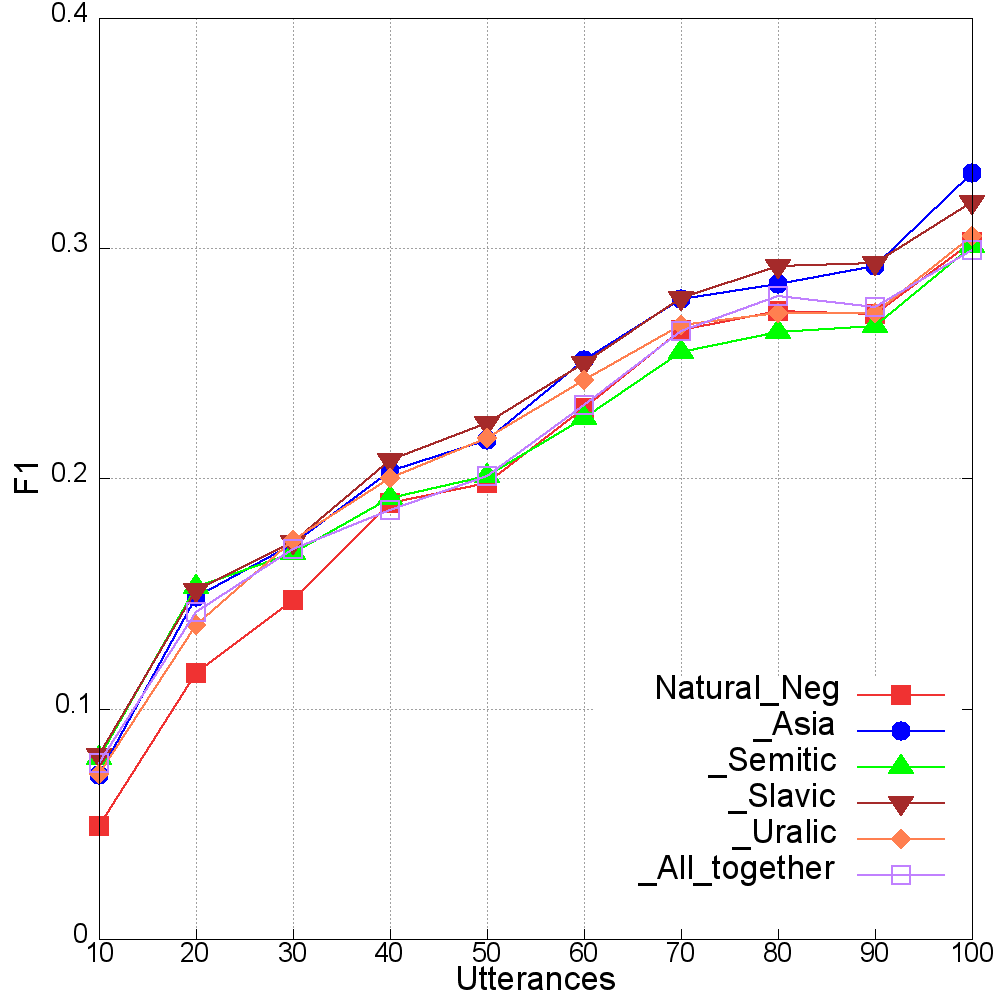 0.4
0.3
0.2
0.1
0
F1
Natural_Neg
_Asia
_Semitic
_Slavic
_Uralic
_All_together
10 20 30 40 50 60 70 80 90 100
Utterances